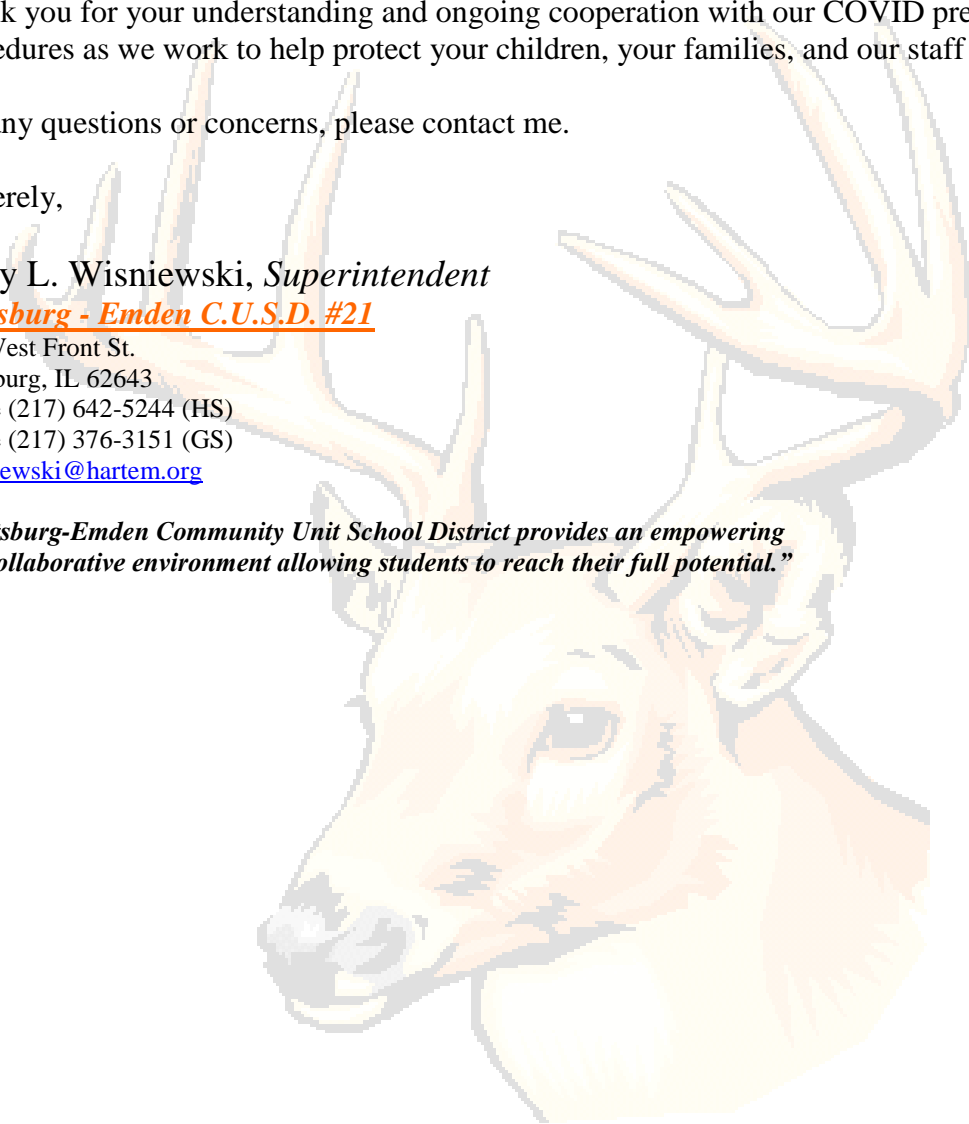 k you for your understanding and ongoing cooperation with our COVID pre
edures as we work to help protect your children, your families, and our staff
any questions or concerns, please contact me.
erely,
y L. Wisniewski, Superintendent
sburg - Emden C.U.S.D. #21
West Front St.
burg, IL 62643
(217) 642-5244 (HS)
(217) 376-3151 (GS)
ewski@hartem.org
sburg-Emden Community Unit School District provides an empowering
ollaborative environment allowing students to reach their full potential.”